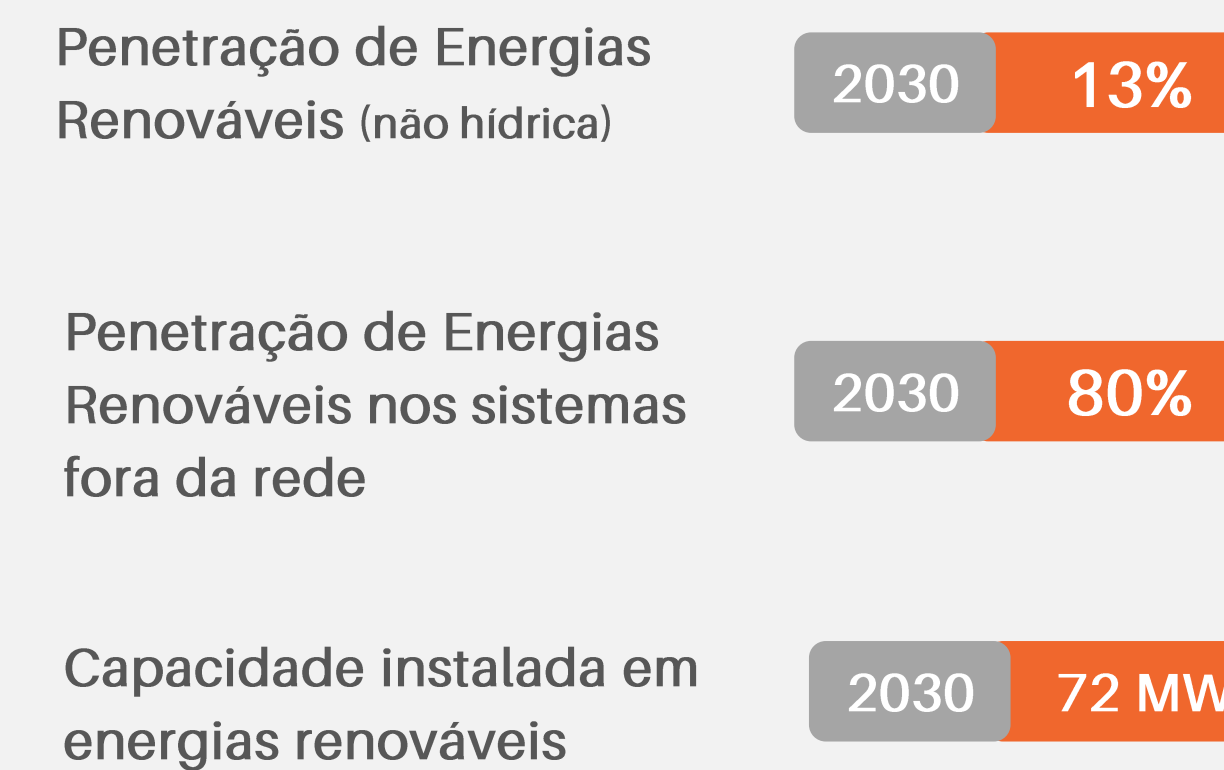 Penetração de Energias
Renováveis (não hídrica)
2030 13%
Penetração de Energias
Renováveis nos sistemas
fora da rede
2030 80%
Capacidade instalada em
energias renováveis
2030 72 MW